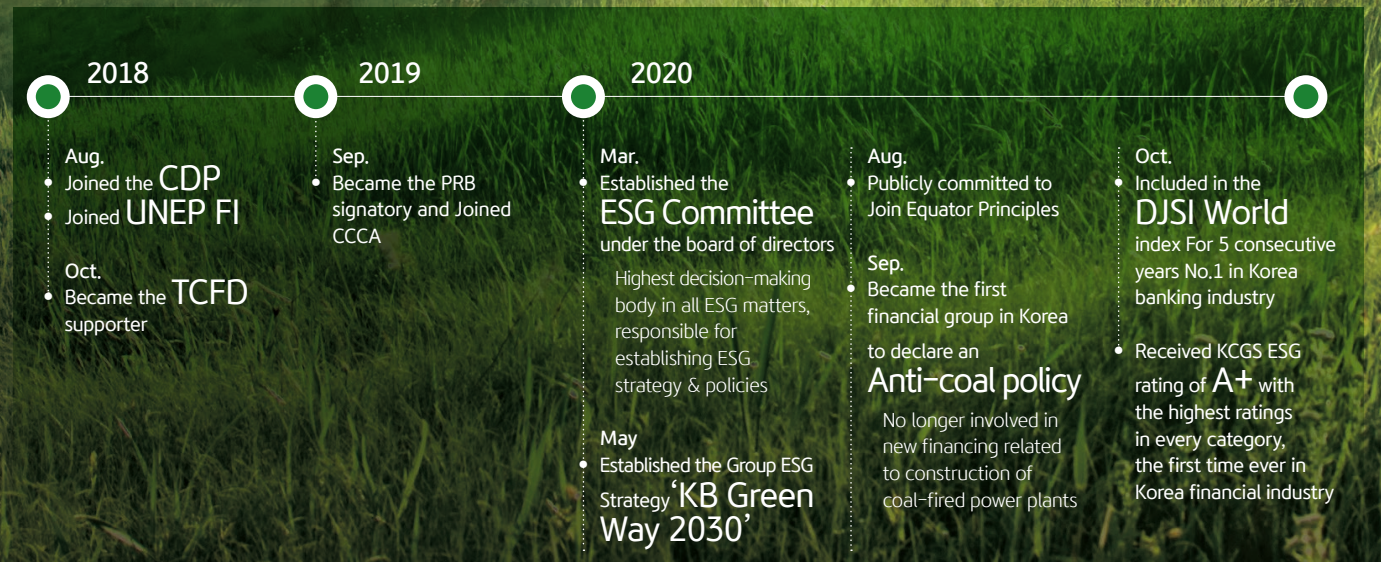 2018
Aug.
Joined the CDP
Joined UNEP FI
Oct.
Became the TCFD
supporter
2019
Sep.
Became the PRB
signatory and Joined
CCCA
2020
Mar.
Established the
ESG Committee
under the board of directors
Highest decision-making
body in all ESG matters,
responsible for
establishing ESG
strategy & policies
May
Established the Group ESG
Strategy ‘KB Green
Way 2030’
Aug.
Publicly committed to
Join Equator Principles
Sep.
Became the first
financial group in Korea
to declare an
Anti-coal policy
No longer involved in
new financing related
to construction of
coal-fired power plants
Oct.
Included in the
DJSI World
index For 5 consecutive
years No.1 in Korea
banking industry
Received KCGS ESG
rating of A+ with
the highest ratings
in every category,
the first time ever in
Korea financial industry